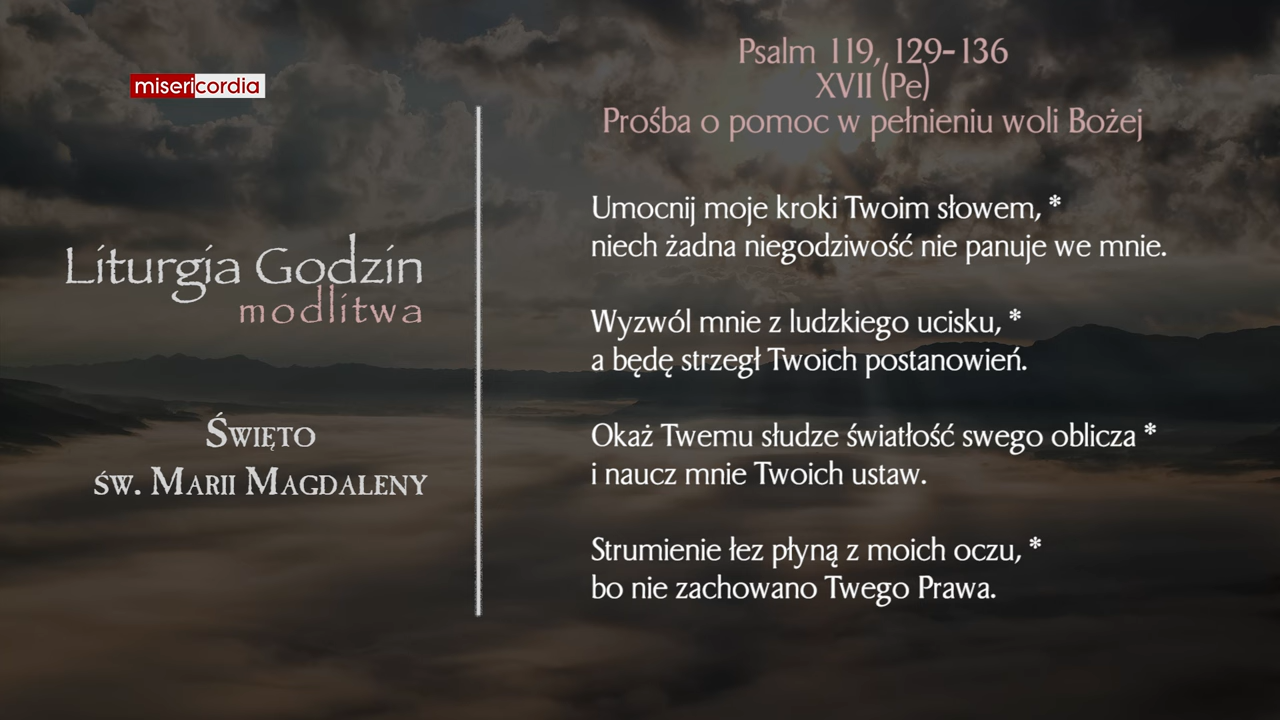 misericordia
Liturgia Godzin
modlitwa
Święto
św. Marii Magdaleny
Psalm 119, 129-136
XVII (Pe)
Prośba o pomoc w pełnieniu woli Bożej
Umocnij moje kroki Twoim słowem, *
niech żadna niegodziwość nie panuje we mnie.
Wyzwól mnie z ludzkiego ucisku, *
a będę strzegł Twoich postanowień.
Okaż Twemu słudze światłość swego oblicza *
i naucz mnie Twoich ustaw.
Strumienie łez płyną z moich oczu, *
bo nie zachowano Twego Prawa.